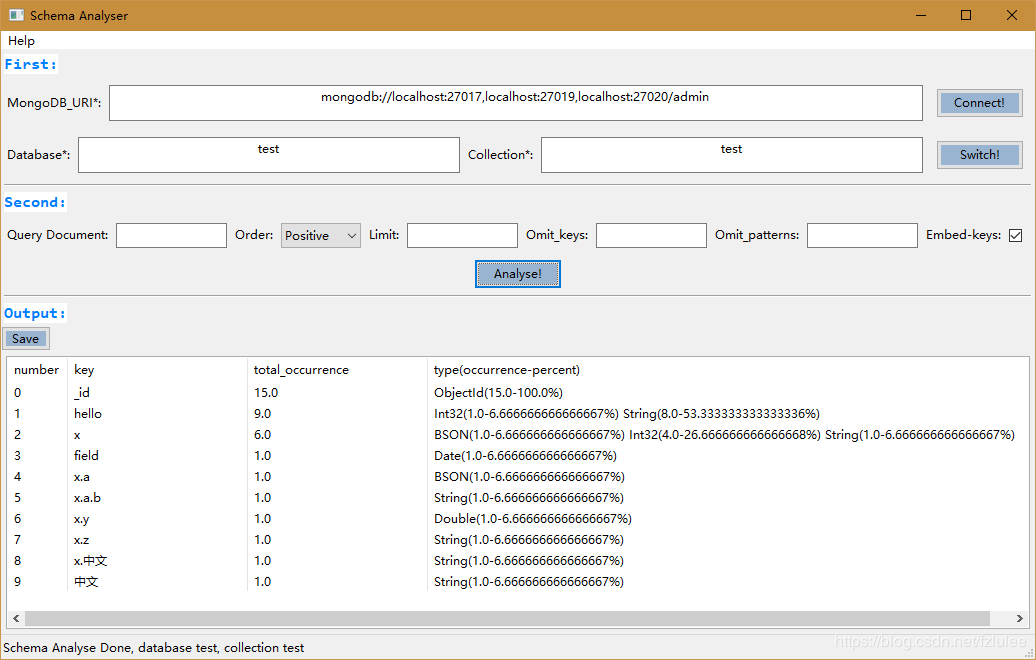 Schema Analyser
Help
First:
MongoDB_URI*: mongodb://localhost:27017,localhost:27019,localhost:27020/admin Connect!
Database*: test Collection*: test Switch!
Second:
Query Document: Order: Positive Limit: Omit_keys: Omit_patterns: Embed-keys:
Analyse!
Output:
Save
number key total_occurrence type(occurrence-percent)
0 _id 15.0 ObjectId(15.0-100.0%)
1 hello 9.0 Int32(1.0-6.666666666666667%) String(8.0-53.333333333333336%)
2 x 6.0 BSON(1.0-6.666666666666667%) Int32(4.0-26.666666666666668%) String(1.0-6.666666666666667%)
3 field 1.0 Date(1.0-6.666666666666667%)
4 x.a 1.0 BSON(1.0-6.666666666666667%)
5 x.a.b 1.0 String(1.0-6.666666666666667%)
6 x.y 1.0 Double(1.0-6.666666666666667%)
7 x.z 1.0 String(1.0-6.666666666666667%)
8 x.中文 1.0 String(1.0-6.666666666666667%)
9 中文 1.0 String(1.0-6.666666666666667%)
Schema Analyse Done, database test, collection test
https://blog.csdn.net/fzlulee